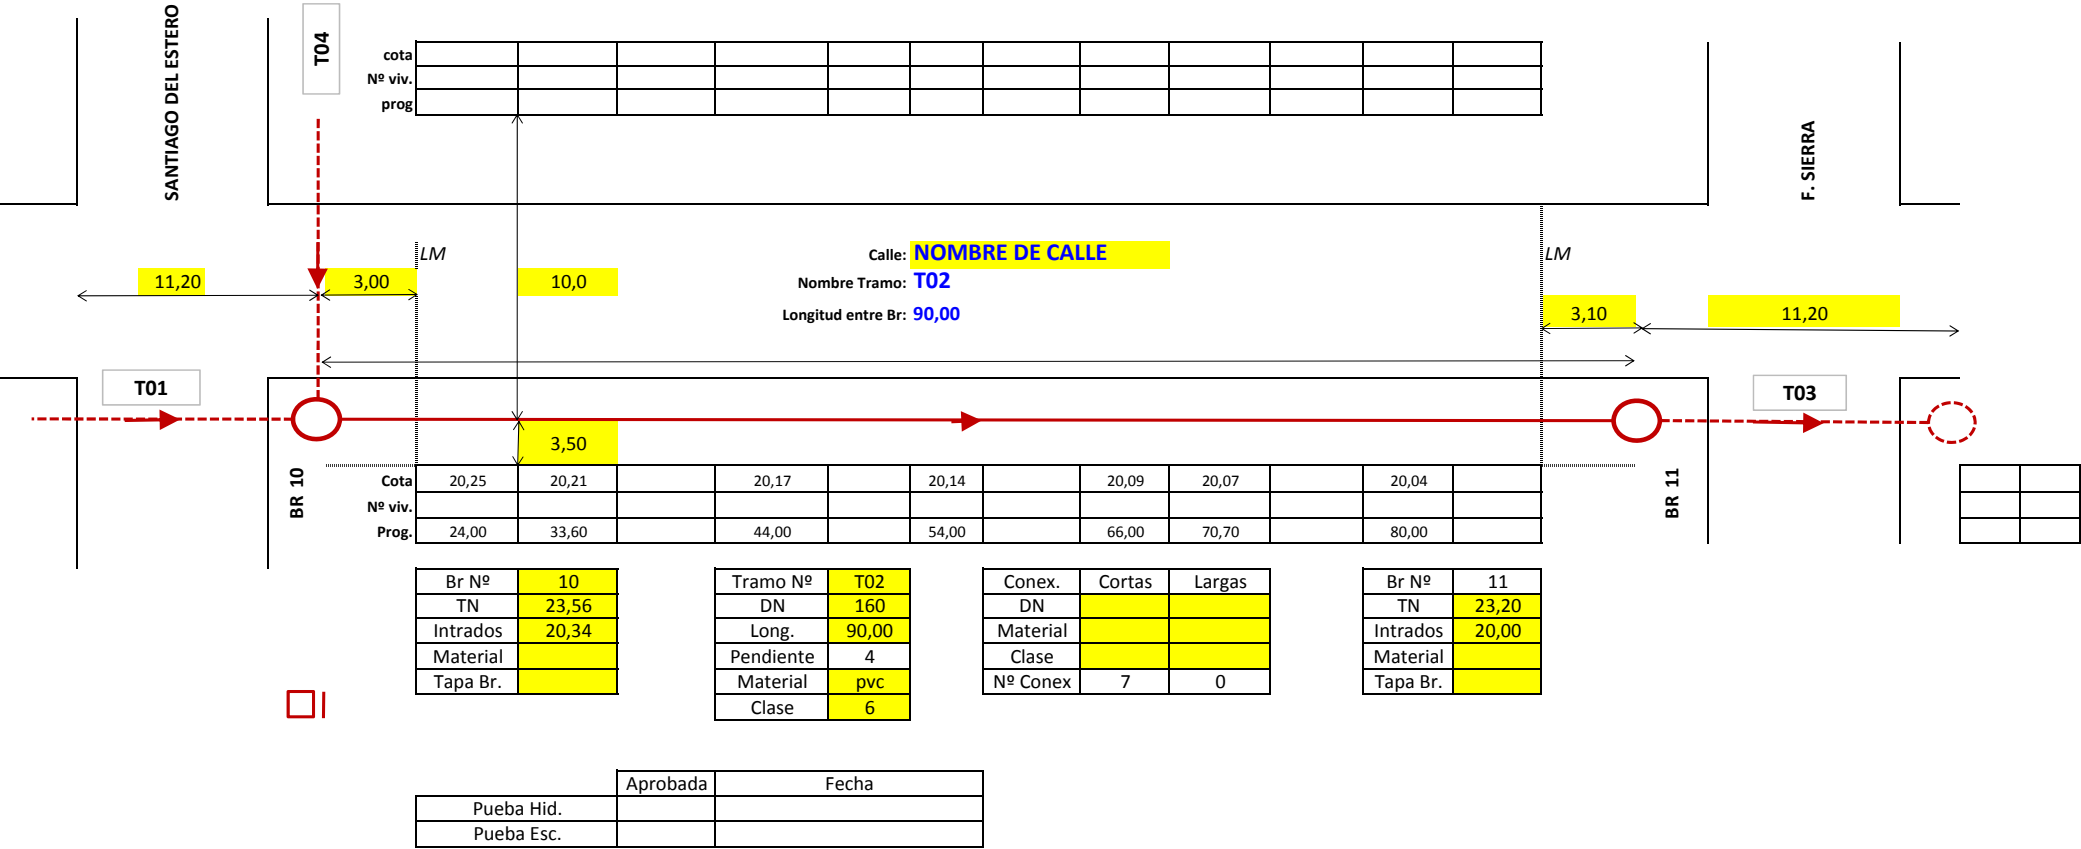 SANTIAGO DEL ESTERO
T04
cota
Nº viv.
prog
F. SIERRA
LM
Calle: NOMBRE DE CALLE
LM
11,20 3,00 10,0
Nombre Tramo: T02
Longitud entre Br: 90,00
3,10 11,20
T01
T03
3,50
BR 10
BR 11
Cota 20,25 20,21 20,17 20,14 20,09 20,07 20,04
Nº viv.
Prog. 24,00 33,60 44,00 54,00 66,00 70,70 80,00
Br Nº 10 Tramo Nº T02 Conex. Cortas Largas Br Nº 11
TN 23,56 DN 160 DN TN 23,20
Intrados 20,34 Long. 90,00 Material Intrados 20,00
Material Pendiente 4 Clase Material
Tapa Br. Material pvc Nº Conex 7 0 Tapa Br.
Clase 6
Aprobada Fecha
Pueba Hid.
Pueba Esc.